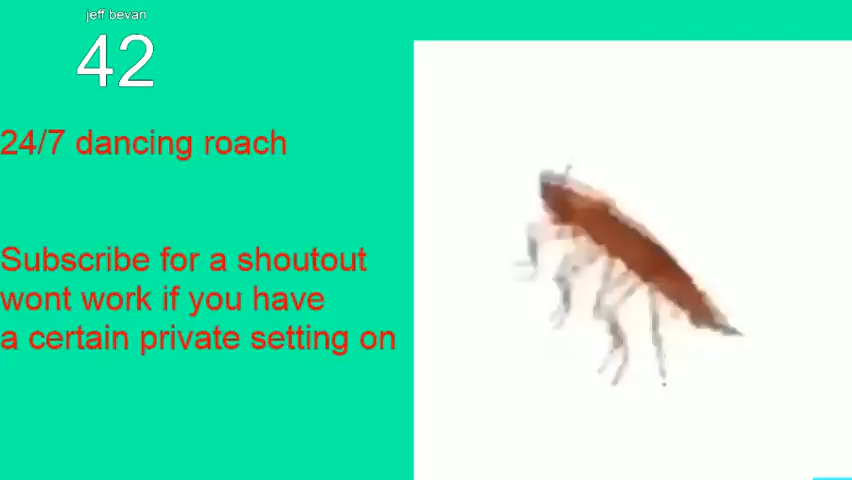 jeff bevan
42
24/7 dancing roach
Subscribe for a shoutout
wont work if you have
a certain private setting on